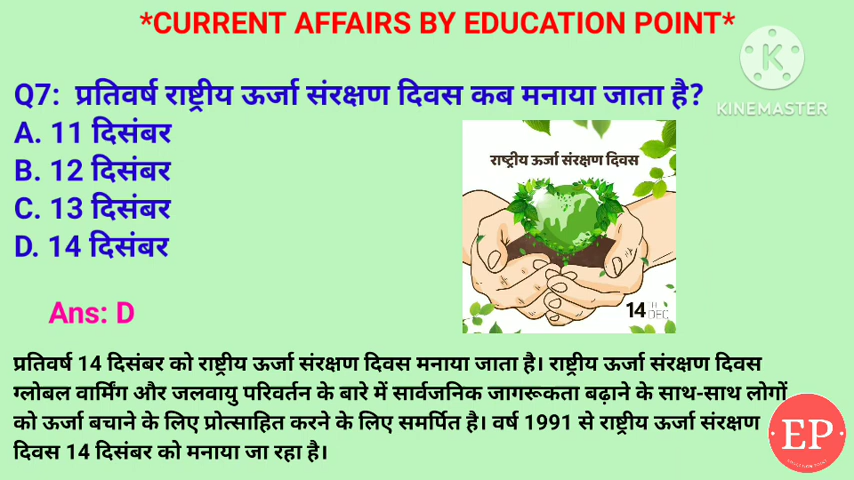 *CURRENT AFFAIRS BY EDUCATION POINT*
KINEMASTER
Q7: प्रतिवर्ष राष्ट्रीय ऊर्जा संरक्षण दिवस कब मनाया जाता है?
A. 11 दिसंबर
B. 12 दिसंबर
C. 13 दिसंबर
D. 14 दिसंबर
राष्ट्रीय ऊर्जा संरक्षण दिवस
14 TH DEC
Ans: D
प्रतिवर्ष 14 दिसंबर को राष्ट्रीय ऊर्जा संरक्षण दिवस मनाया जाता है। राष्ट्रीय ऊर्जा संरक्षण दिवस
ग्लोबल वार्मिंग और जलवायु परिवर्तन के बारे में सार्वजनिक जागरूकता बढ़ाने के साथ-साथ लोगों
को ऊर्जा बचाने के लिए प्रोत्साहित करने के लिए समर्पित है। वर्ष 1991 से राष्ट्रीय ऊर्जा संरक्षण
दिवस 14 दिसंबर को मनाया जा रहा है।
EP
EDUCATION POINT